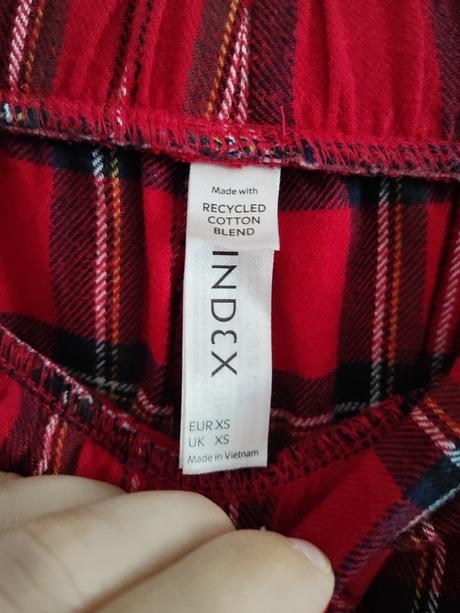 Made with
RECYCLED
COTTON
BLEND
INDEX
EUR XS
UK XS
Made in Vietnam